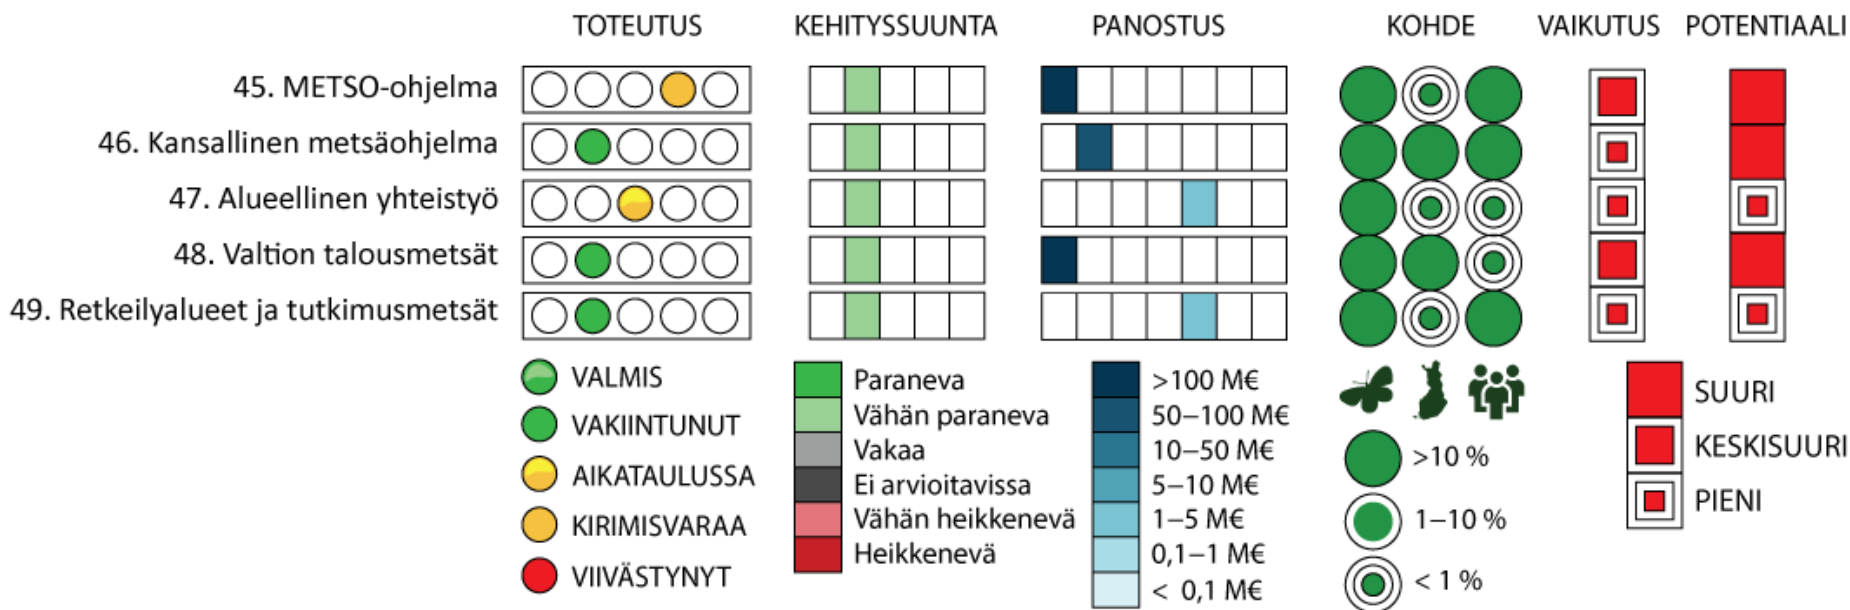 TOTEUTUS KEHITYSSUUNTA PANOSTUS KOHDE VAIKUTUS POTENTIAALI
45. METSO-ohjelma
46. Kansallinen metsäohjelma
47. Alueellinen yhteistyö
48. Valtion talousmetsät
49. Retkeilyalueet ja tutkimusmetsät
VALMIS
VAKIINTUNUT
AIKATAULUSSA
KIRIMISVARAA
VIIVÄSTYNYT
Paraneva
Vähän paraneva
Vakaa
Ei arvioitavissa
Vähän heikkenevä
Heikkenevä
>100 M€
50–100 M€
10–50 M€
5–10 M€
1–5 M€
0,1–1 M€
< 0,1 M€
>10 %
1–10 %
< 1 %
SUURI
KESKISUURI
PIENI